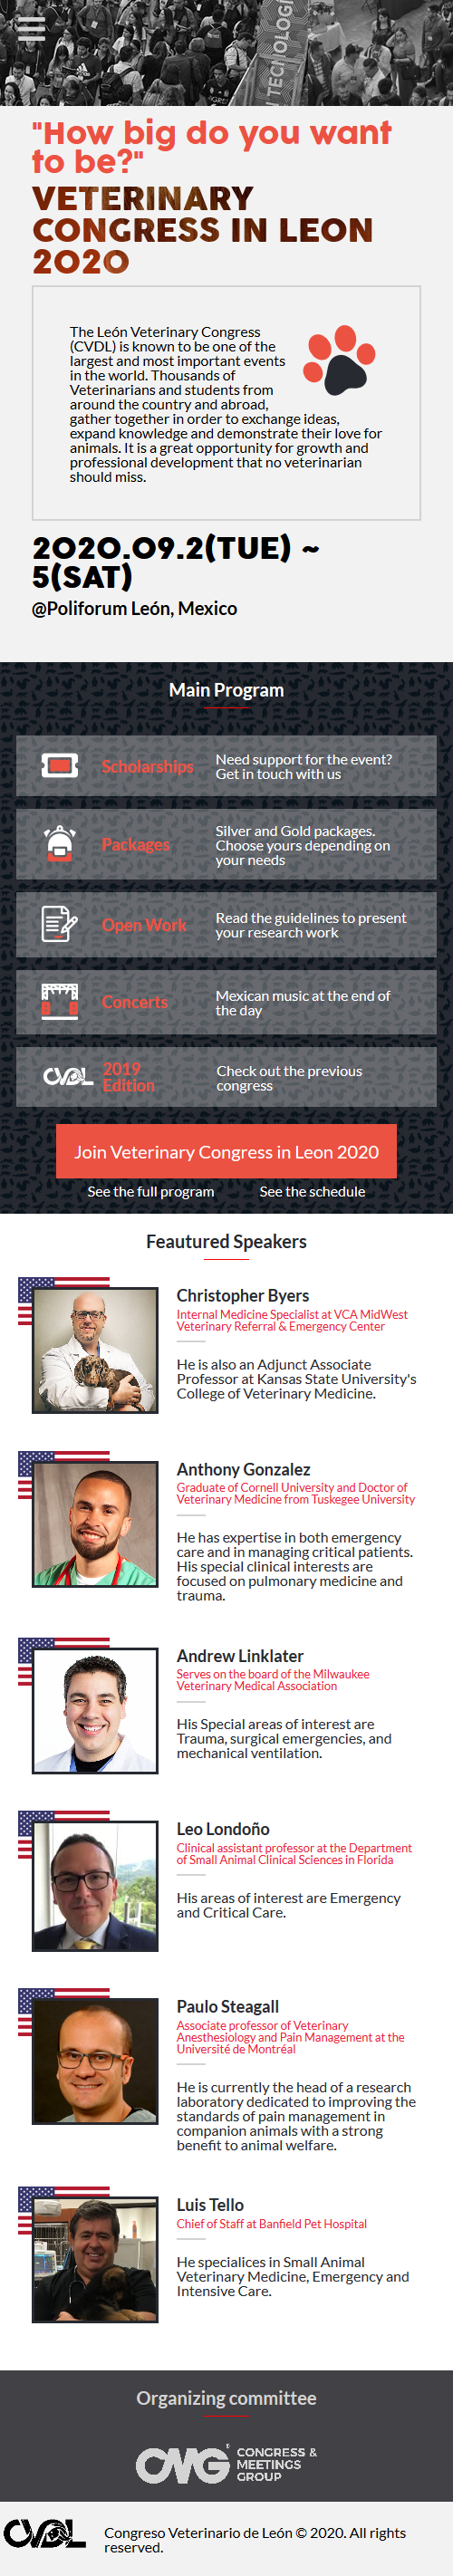 N TECNOLOGI
"How big do you want
to be?"
VETERINARY
CONGRESS IN LEON
2020
The León Veterinary Congress
(CVDL) is known to be one of the
largest and most important events
in the world. Thousands of
Veterinarians and students from
around the country and abroad,
gather together in order to exchange ideas,
expand knowledge and demonstrate their love for
animals. It is a great opportunity for growth and
professional development that no veterinarian
should miss.
2020.09.2(TUE) ~
5(SAT)
@Poliforum León, Mexico
Main Program
Scholarships
Need support for the event?
Get in touch with us
Packages
Silver and Gold packages.
Choose yours depending on
your needs
Open Work
Read the guidelines to present
your research work
Concerts
Mexican music at the end of
the day
CVDL
2019
Edition
Check out the previous
congress
Join Veterinary Congress in Leon 2020
See the full program See the schedule
Feautured Speakers
Christopher Byers
Internal Medicine Specialist at VCA MidWest
Veterinary Referral & Emergency Center
He is also an Adjunct Associate
Professor at Kansas State University's
College of Veterinary Medicine.
Anthony Gonzalez
Graduate of Cornell University and Doctor of
Veterinary Medicine from Tuskegee University
He has expertise in both emergency
care and in managing critical patients.
His special clinical interests are
focused on pulmonary medicine and
trauma.
Andrew Linklater
Serves on the board of the Milwaukee
Veterinary Medical Association
His Special areas of interest are
Trauma, surgical emergencies, and
mechanical ventilation.
Leo Londoño
Clinical assistant professor at the Department
of Small Animal Clinical Sciences in Florida
His areas of interest are Emergency
and Critical Care.
Paulo Steagall
Associate professor of Veterinary
Anesthesiology and Pain Management at the
Université de Montréal
He is currently the head of a research
laboratory dedicated to improving the
standards of pain management in
companion animals with a strong
benefit to animal welfare.
Luis Tello
Chief of Staff at Banfield Pet Hospital
He specialices in Small Animal
Veterinary Medicine, Emergency and
Intensive Care.
Organizing committee
CMG
CONGRESS &
MEETINGS
GROUP
CVDL
Congreso Veterinario de León © 2020. All rights
reserved.